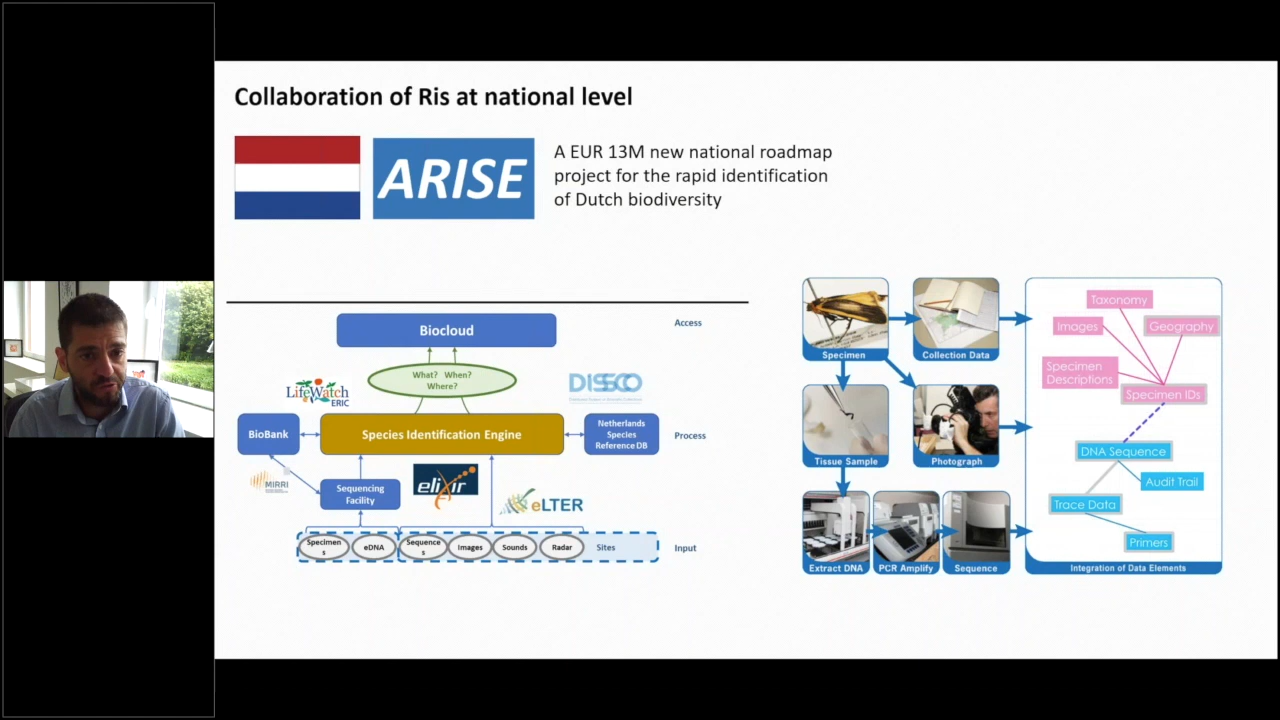 Collaboration of Ris at national level
ARISE
A EUR 13M new national roadmap
project for the rapid identification
of Dutch biodiversity
Biocloud
Access
What? When?
Where?
LifeWatch
ERIC
DISSCO
BioBank
Species Identification Engine
Netherlands
Species
Reference DB
Process
MIRRI
Sequencing
Facility
elixir
eLTER
Specimen
s
eDNA
Sequence
s
Images
Sounds
Radar
Sites
Input
Specimen
Collection Data
Tissue Sample
Photograph
Extract DNA
PCR Amplify
Sequence
Taxonomy
Images
Geography
Specimen
Descriptions
Specimen IDs
DNA Sequence
Audit Trail
Trace Data
Primers
Integration of Data Elements